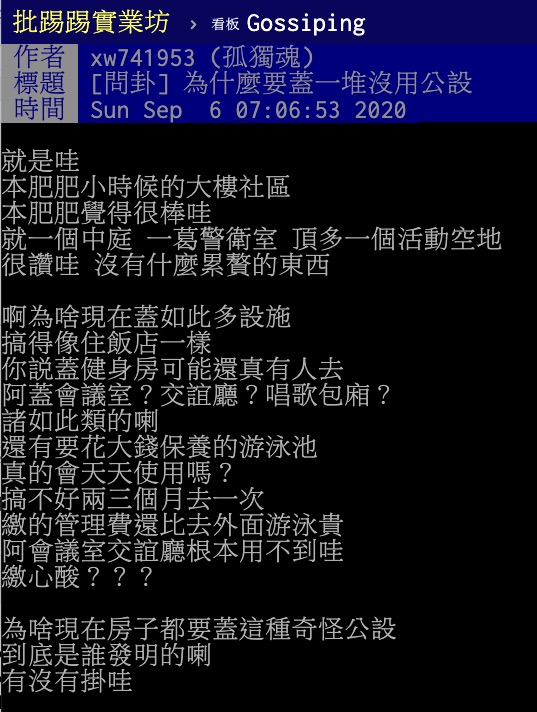 批踢踢實業坊 › 看板 Gossiping
作者 xw741953 (孤獨魂)
標題 [問卦] 為什麼要蓋一堆沒用公設
時間 Sun Sep  6 07:06:53 2020
就是哇
本肥肥小時候的大樓社區
本肥肥覺得很棒哇
就一個中庭 一葛警衛室 頂多一個活動空地
很讚哇 沒有什麼累贅的東西
啊為啥現在蓋如此多設施
搞得像住飯店一樣
你説蓋健身房可能還真有人去
阿蓋會議室？交誼廳？唱歌包廂？
諸如此類的喇
還有要花大錢保養的游泳池
真的會天天使用嗎？
搞不好兩三個月去一次
繳的管理費還比去外面游泳貴
阿會議室交誼廳根本用不到哇
繳心酸？？？
為啥現在房子都要蓋這種奇怪公設
到底是誰發明的喇
有沒有掛哇